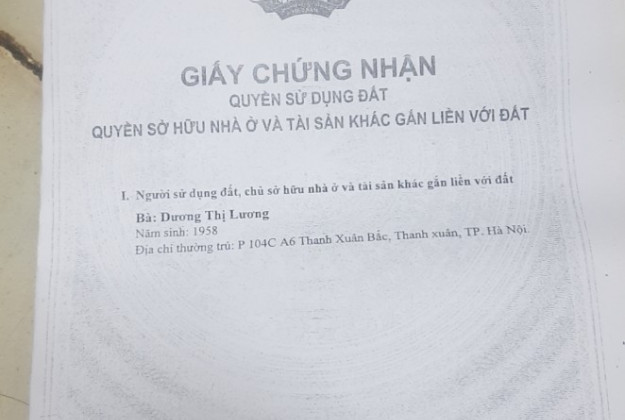 GIẤY CHỨNG NHẬN
QUYỀN SỬ DỤNG ĐẤT
QUYỀN SỞ HỮU NHÀ Ở VÀ TÀI SẢN KHÁC GẮN LIỀN VỚI ĐẤT
I. Người sử dụng đất, chủ sở hữu nhà ở và tài sản khác gắn liền với đất
Bà: Dương Thị Lương
Năm sinh: 1958
Địa chỉ thường trú: P 104C A6 Thanh Xuân Bắc, Thanh xuân, TP. Hà Nội.